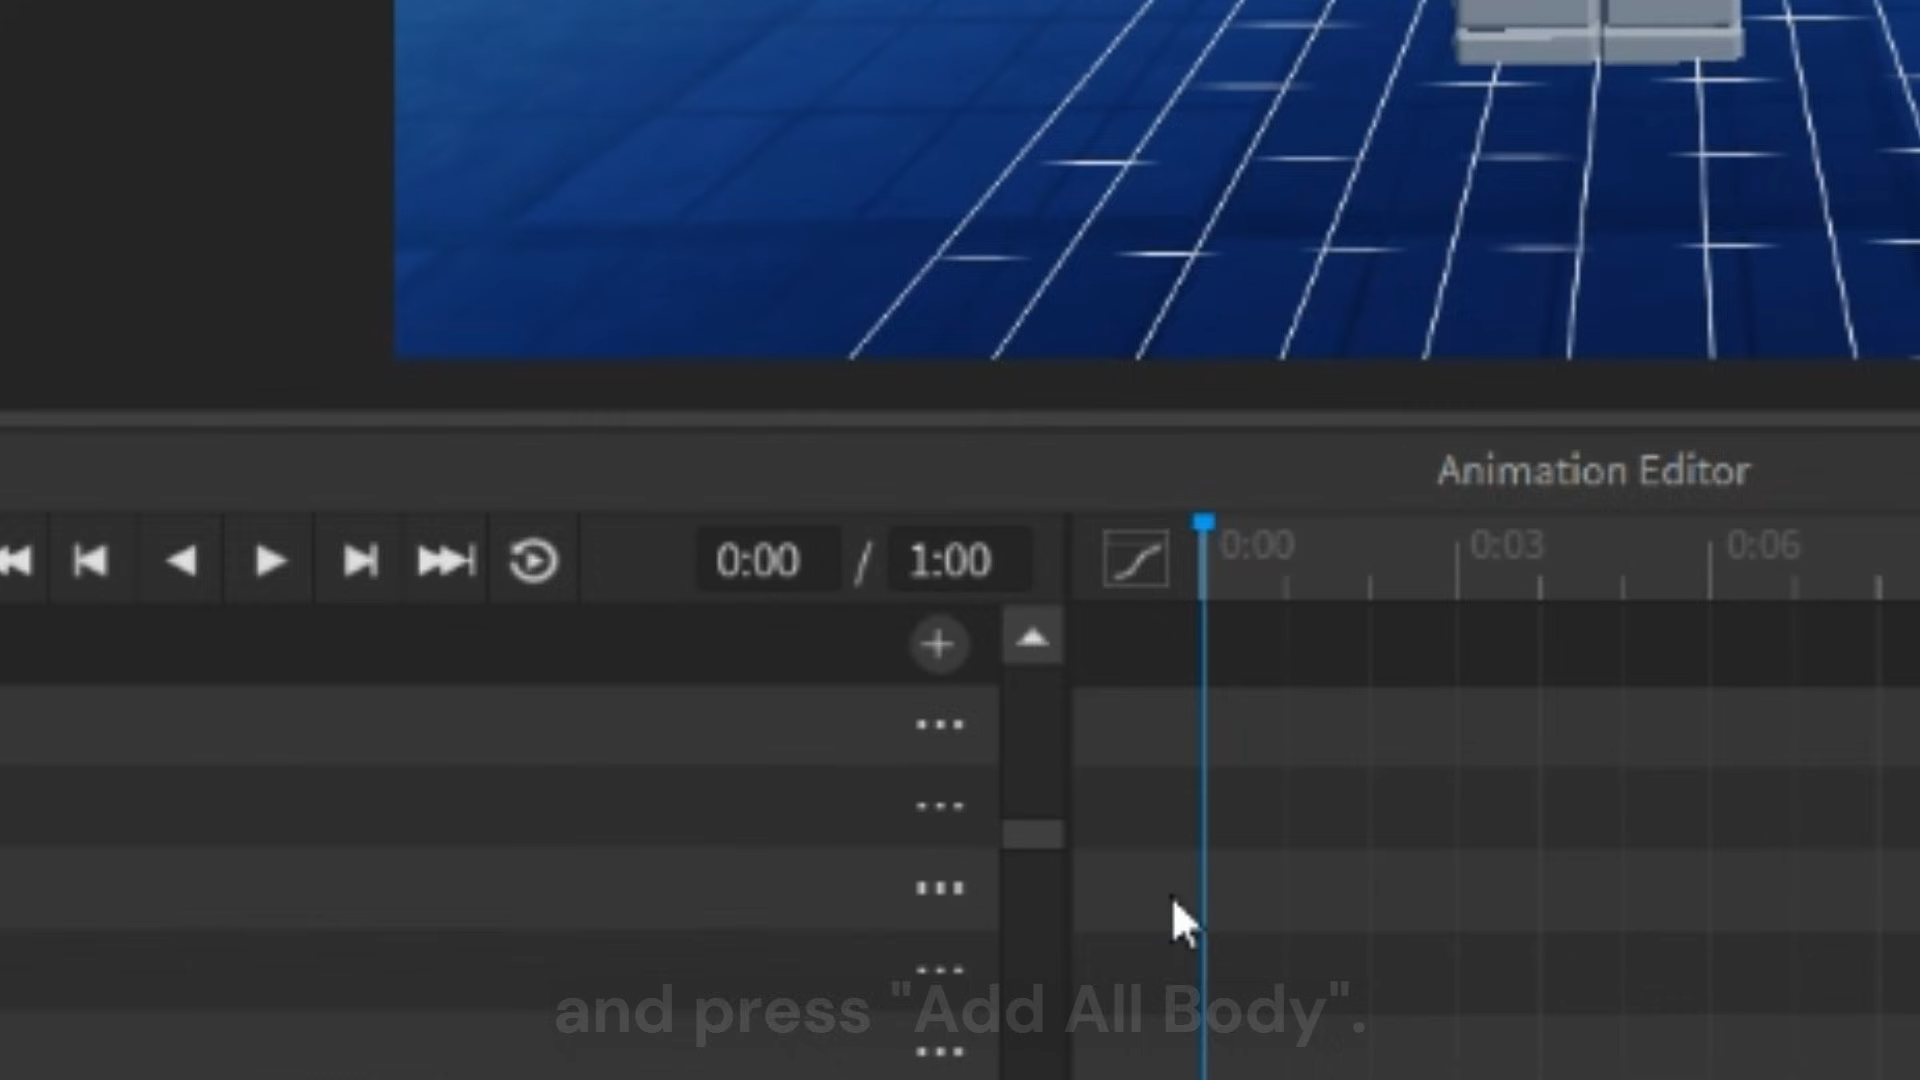 Animation Editor
0:00 / 1:00
0:00 0:03 0:06
and press "Add All Body".